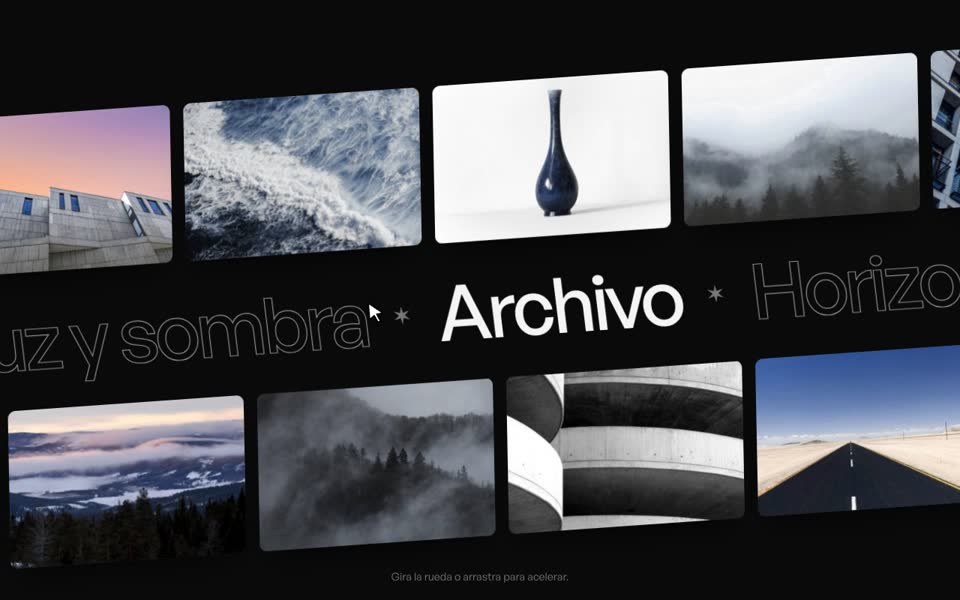 uz y sombra ✶ Archivo ✶ Horizo
Gira la rueda o arrastra para acelerar.